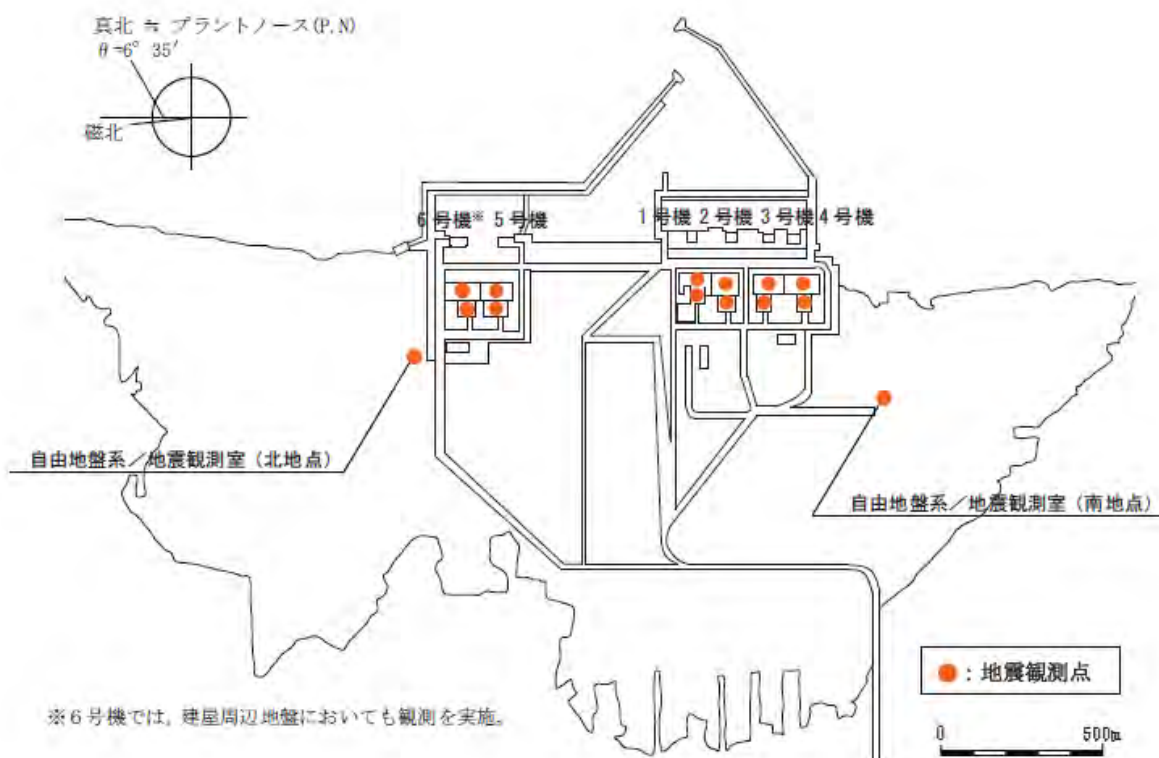 真北 ≒ プラントノース(P.N)
θ=6° 35′
磁北
6号機※ 5号機
1号機 2号機 3号機 4号機
自由地盤系／地震観測室（北地点）
自由地盤系／地震観測室（南地点）
●：地震観測点
※6号機では，建屋周辺地盤においても観測を実施。
0 500m